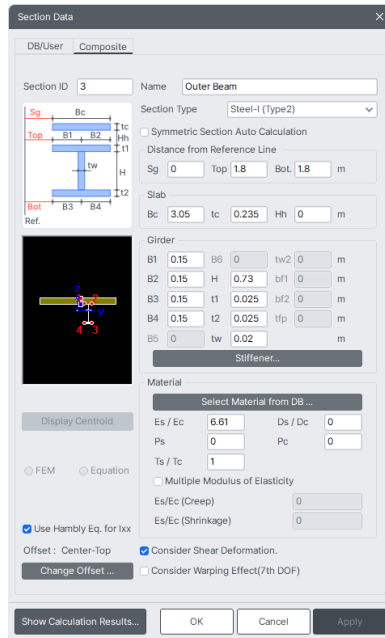 Section Data
DB/User Composite
Section ID 3 Name Outer Beam
Section Type Steel-I (Type2)
Symmetric Section Auto Calculation
Sg Bc tc
Top B1 B2 Hh
t1
tw H
t2
Bot B3 B4
Ref.
Distance from Reference Line
Sg 0 Top 1.8 Bot. 1.8 m
Slab
Bc 3.05 tc 0.235 Hh 0 m
Girder
B1 0.15 B6 0 tw2 0 m
B2 0.15 H 0.73 bf1 0 m
B3 0.15 t1 0.025 bf2 0 m
B4 0.15 t2 0.025 tfp 0 m
B5 0 tw 0.02 m
Stiffener...
z 2
y
4 3
Material
Select Material from DB ...
Display Centroid
Es / Ec 6.61 Ds / Dc 0
Ps 0 Pc 0
Ts / Tc 1
FEM Equation
Multiple Modulus of Elasticity
Es/Ec (Creep) 0
Es/Ec (Shrinkage) 0
Use Hambly Eq. for Ixx
Offset : Center-Top
Consider Shear Deformation.
Change Offset ...
Consider Warping Effect(7th DOF)
Show Calculation Results... OK Cancel Apply